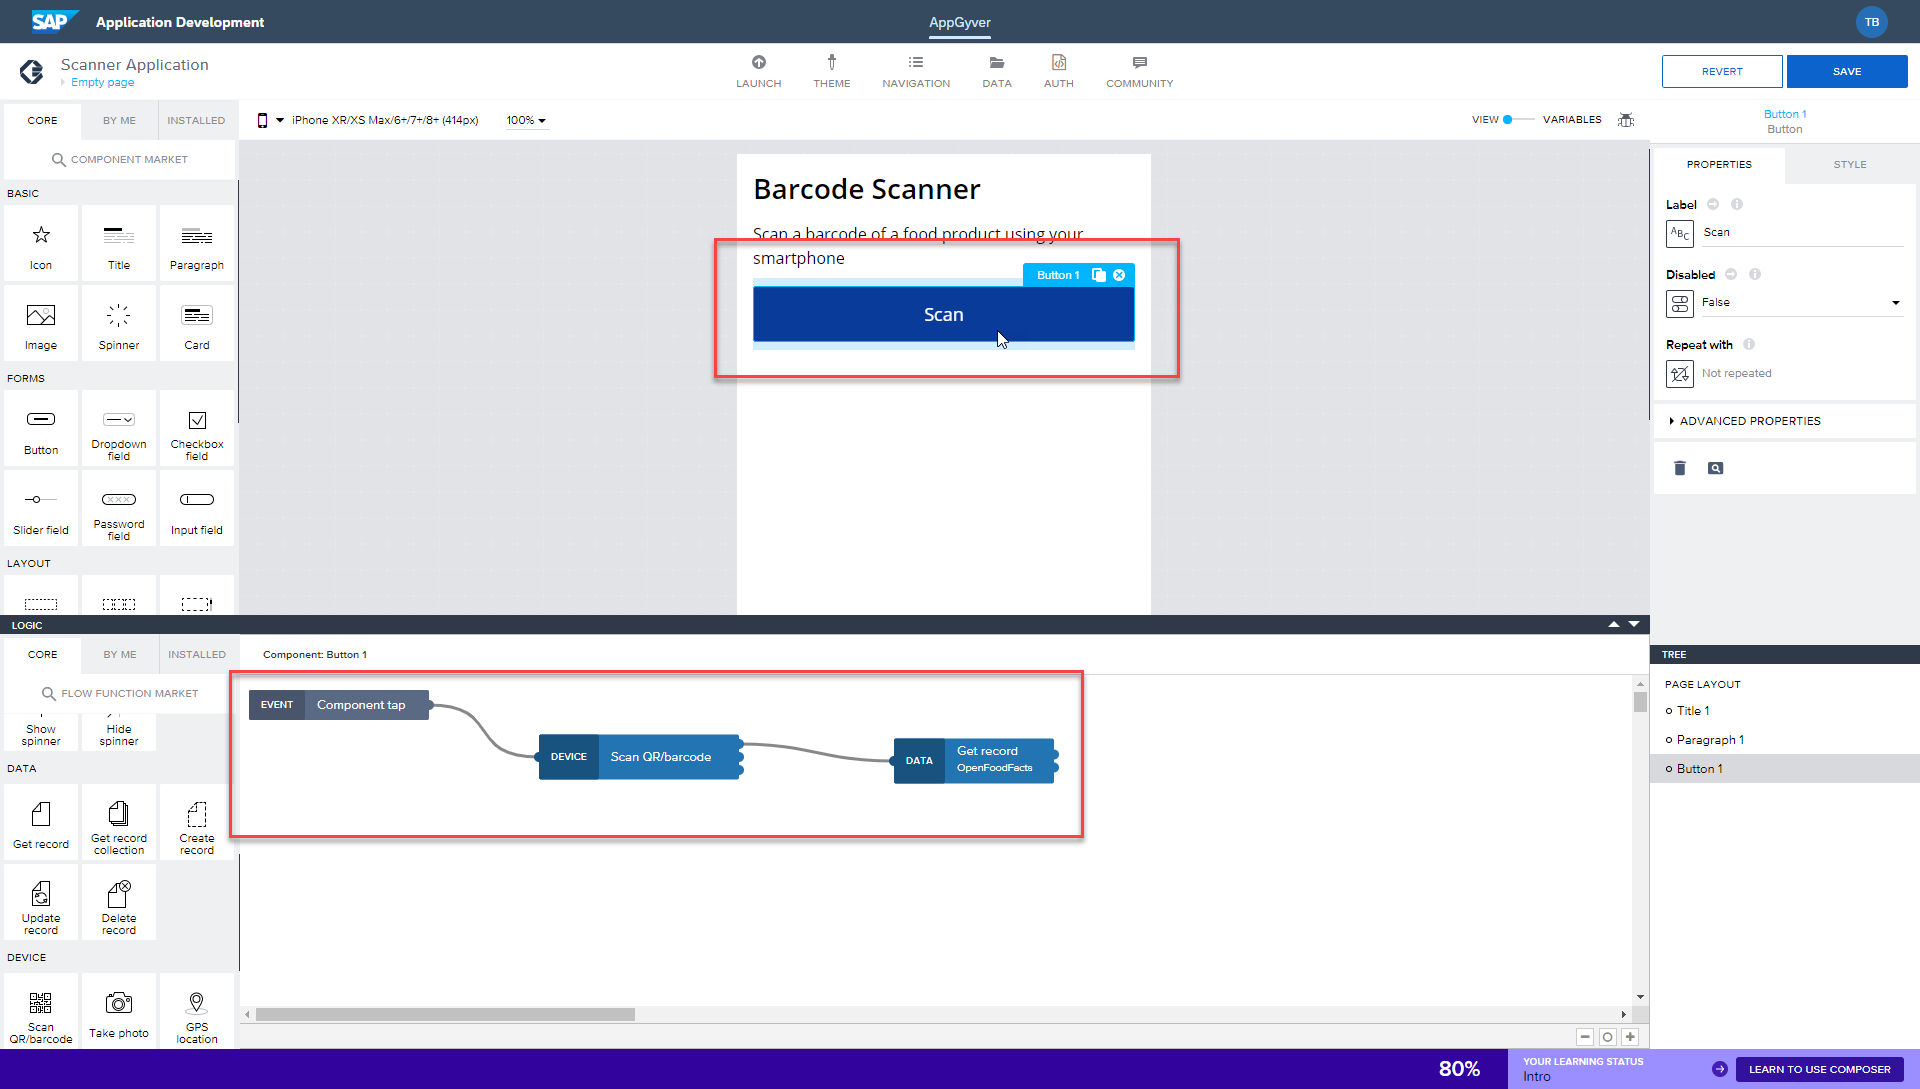 SAP Application Development
AppGyver
TB
Scanner Application
Empty page
LAUNCH
THEME
NAVIGATION
DATA
AUTH
COMMUNITY
REVERT
SAVE
CORE
BY ME
INSTALLED
iPhone XR/XS Max/6+/7+/8+ (414px)
100%
VIEW
VARIABLES
Button 1
Button
COMPONENT MARKET
PROPERTIES
STYLE
BASIC
Icon
Title
Paragraph
Image
Spinner
Card
FORMS
Button
Dropdown
field
Checkbox
field
Slider field
Password
field
Input field
LAYOUT
Barcode Scanner
Scan a barcode of a food product using your
smartphone
Button 1
Scan
Label
ABC
Scan
Disabled
False
Repeat with
Not repeated
ADVANCED PROPERTIES
LOGIC
CORE
BY ME
INSTALLED
Component: Button 1
FLOW FUNCTION MARKET
Show
spinner
Hide
spinner
DATA
Get record
Get record
collection
Create
record
Update
record
Delete
record
DEVICE
Scan
QR/barcode
Take photo
GPS
location
EVENT
Component tap
DEVICE
Scan QR/barcode
DATA
Get record
OpenFoodFacts
TREE
PAGE LAYOUT
Title 1
Paragraph 1
Button 1
80%
YOUR LEARNING STATUS
Intro
LEARN TO USE COMPOSER